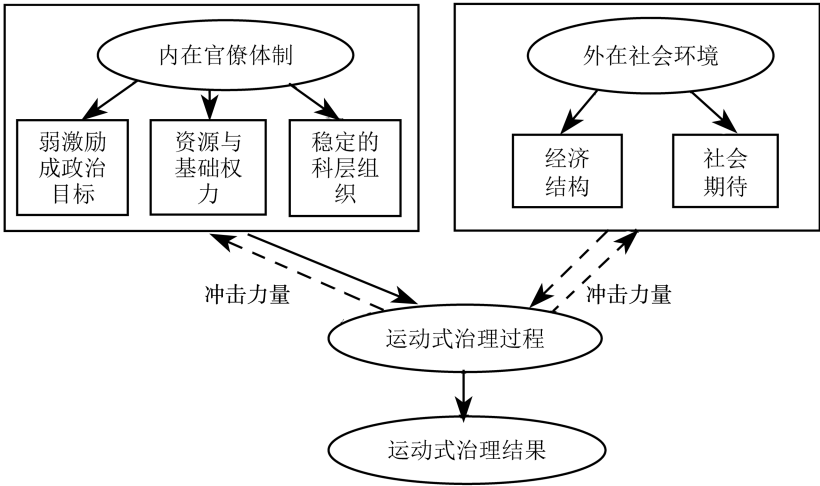 内在官僚体制
弱激励
成政治
目标
资源与
基础权
力
稳定的
科层组
织
外在社会环境
经济
结构
社会
期待
冲击力量
冲击力量
运动式治理过程
运动式治理结果